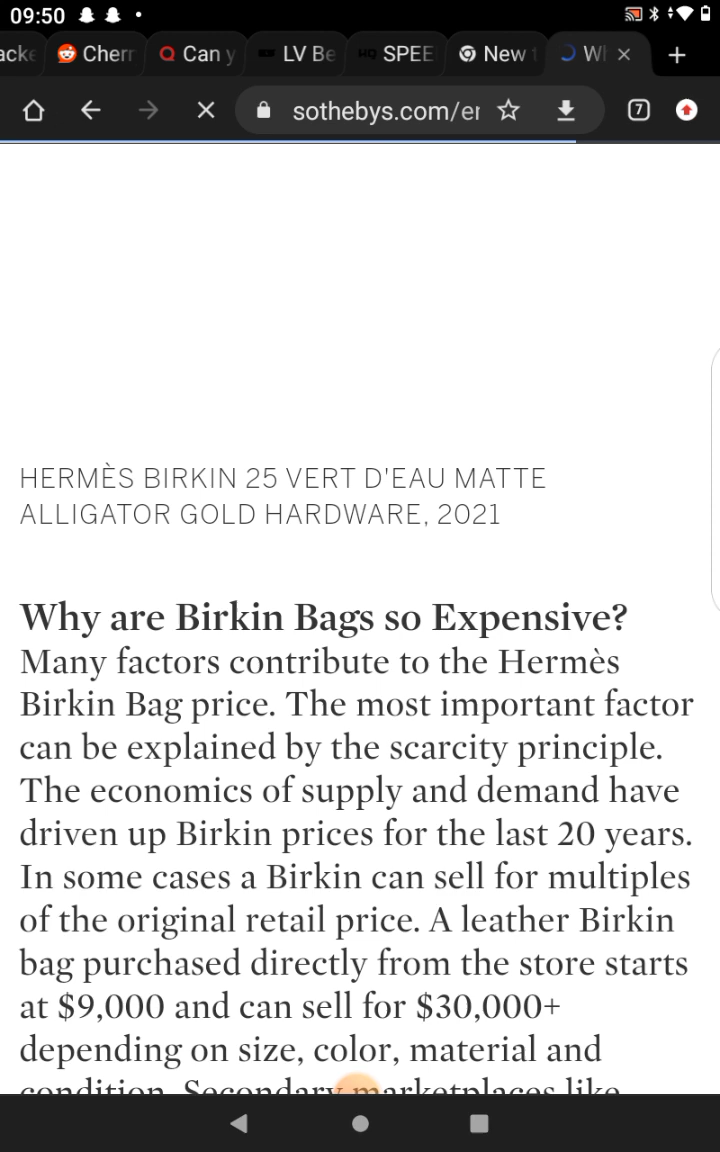 09:50
acke
Cherr
Can y
LV Be
SPEE
New t
Wh
sothebys.com/er
7
HERMÈS BIRKIN 25 VERT D'EAU MATTE
ALLIGATOR GOLD HARDWARE, 2021
Why are Birkin Bags so Expensive?
Many factors contribute to the Hermès
Birkin Bag price. The most important factor
can be explained by the scarcity principle.
The economics of supply and demand have
driven up Birkin prices for the last 20 years.
In some cases a Birkin can sell for multiples
of the original retail price. A leather Birkin
bag purchased directly from the store starts
at $9,000 and can sell for $30,000+
depending on size, color, material and
condition. Secondary marketplaces like